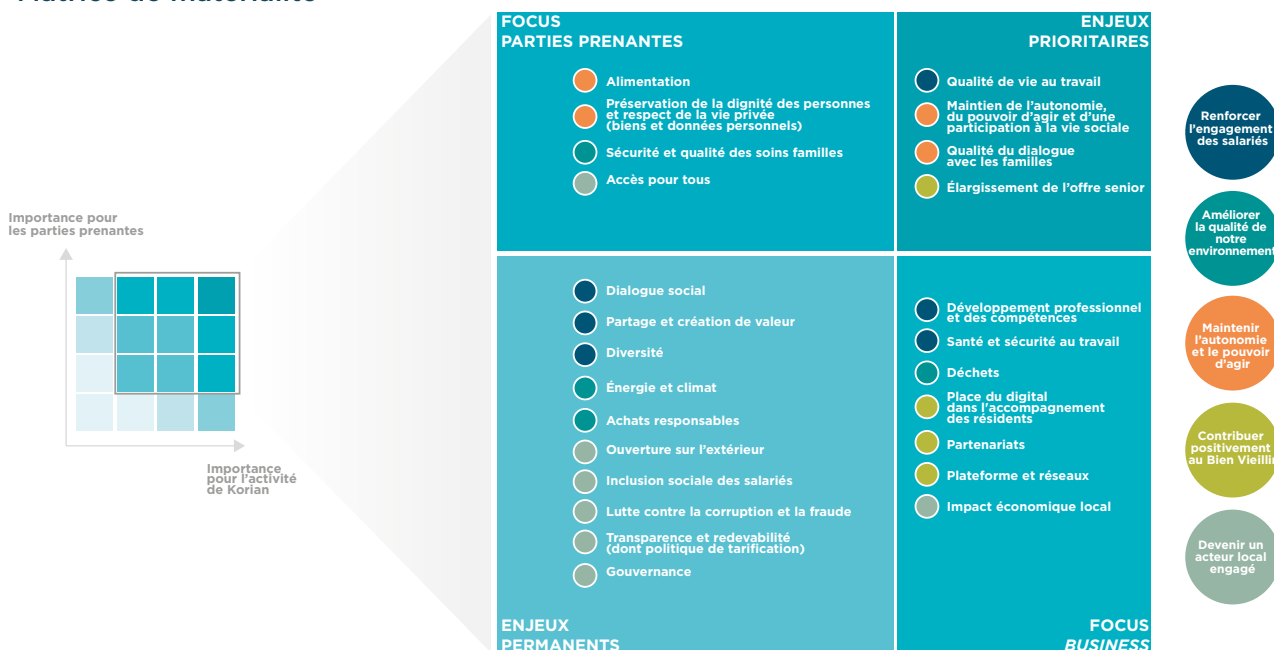 Matrice de matérialité
Importance pour
les parties prenantes
Importance
pour l'activité
de Korian
FOCUS
PARTIES PRENANTES
Alimentation
Préservation de la dignité des personnes
et respect de la vie privée
(biens et données personnels)
Sécurité et qualité des soins familles
Accès pour tous
ENJEUX
PRIORITAIRES
Qualité de vie au travail
Maintien de l'autonomie,
du pouvoir d'agir et d'une
participation à la vie sociale
Qualité du dialogue
avec les familles
Élargissement de l'offre senior
Dialogue social
Partage et création de valeur
Diversité
Énergie et climat
Achats responsables
Ouverture sur l'extérieur
Inclusion sociale des salariés
Lutte contre la corruption et la fraude
Transparence et redevabilité
(dont politique de tarification)
Gouvernance
ENJEUX
PERMANENTS
Développement professionnel
et des compétences
Santé et sécurité au travail
Déchets
Place du digital
dans l'accompagnement
des résidents
Partenariats
Plateforme et réseaux
Impact économique local
FOCUS
BUSINESS
Renforcer
l'engagement
des salariés
Améliorer
la qualité de
notre
environnement
Maintenir
l'autonomie
et le pouvoir
d'agir
Contribuer
positivement
au Bien Vieillir
Devenir un
acteur local
engagé